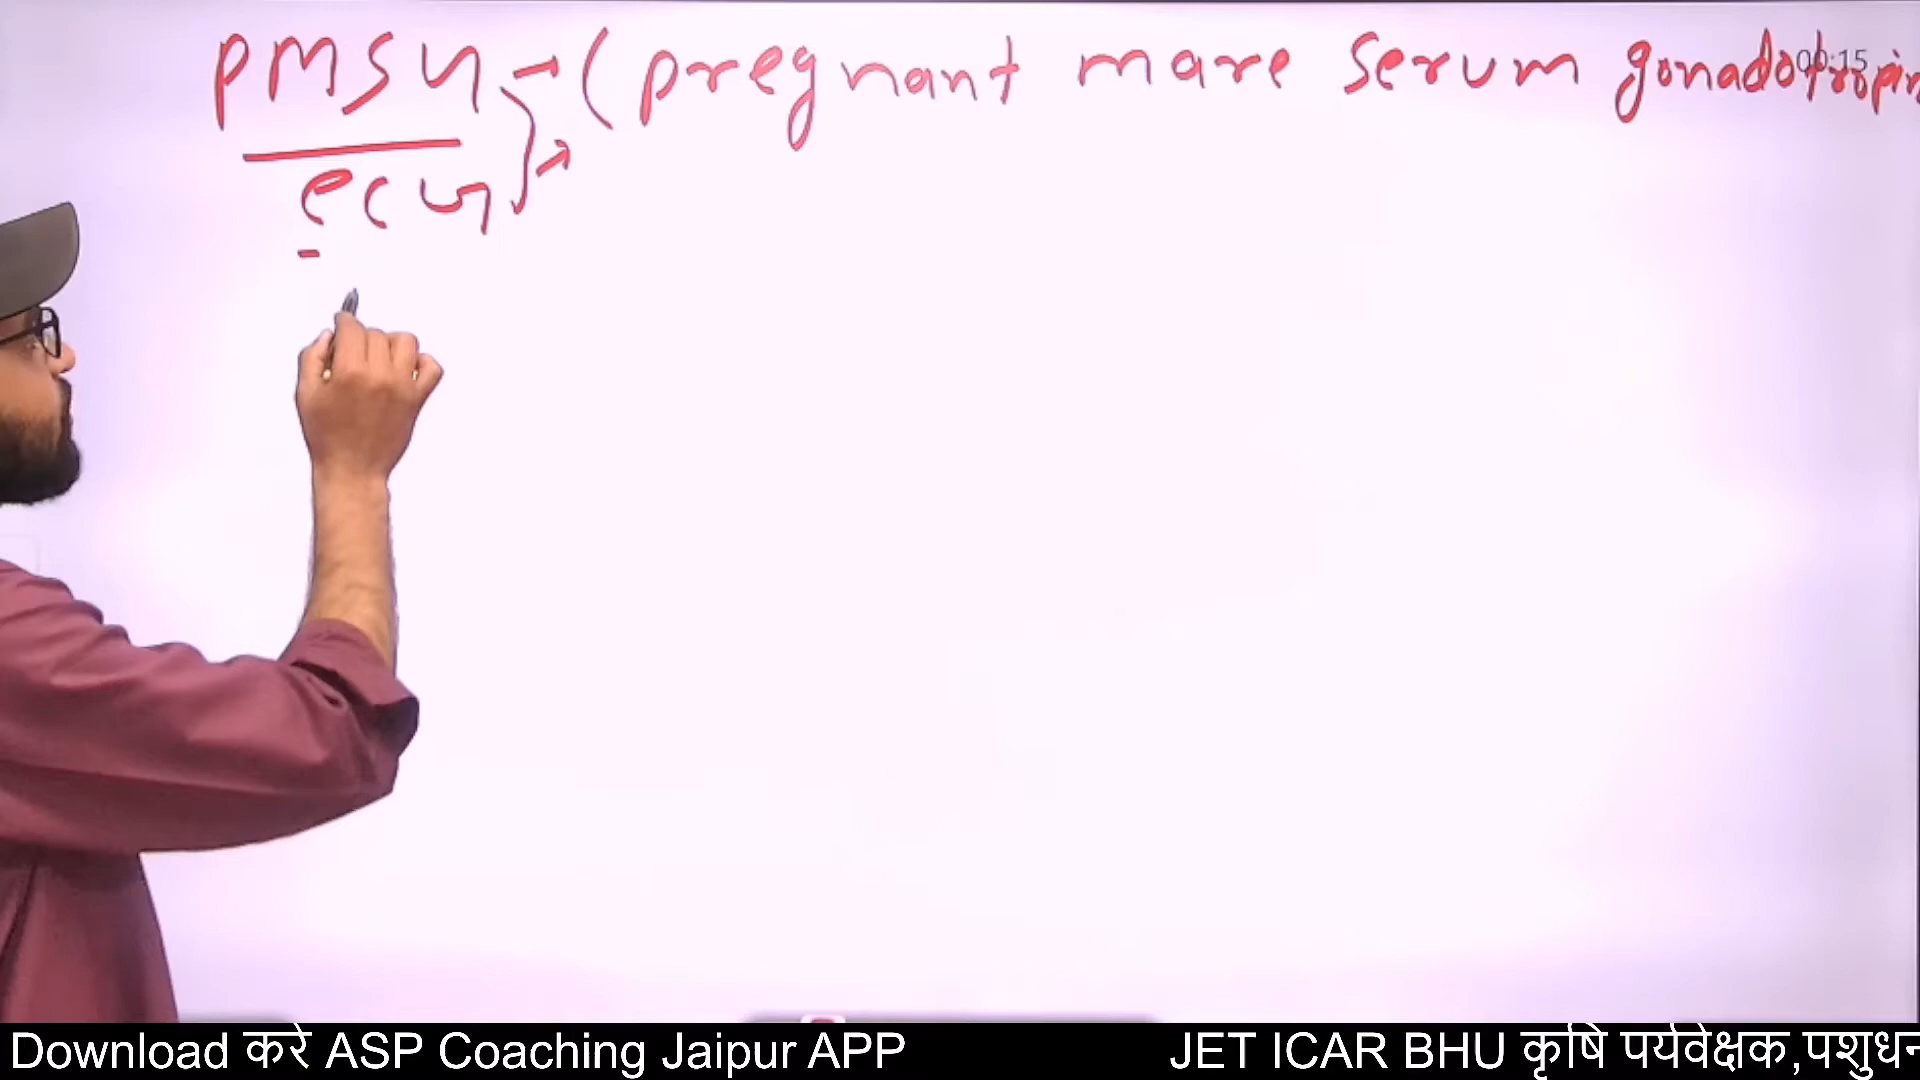 PMSG → (pregnant mare serum gonadotropin
00:15
eCG
Download करे ASP Coaching Jaipur APP JET ICAR BHU कृषि पर्यवेक्षक,पशुधन